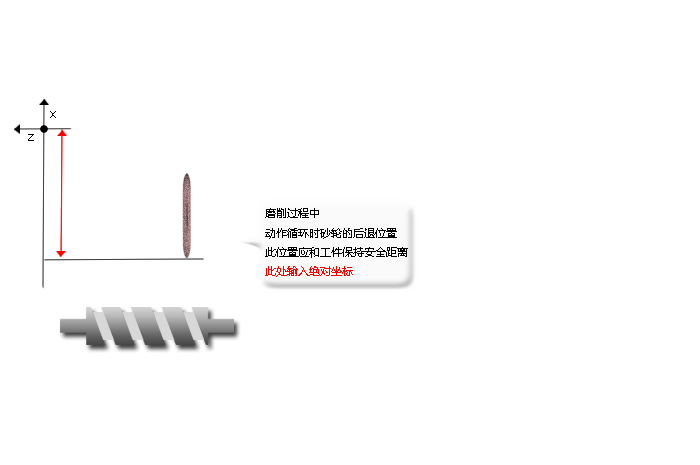 X
Z
磨削过程中
动作循环时砂轮的后退位置
此位置应和工件保持安全距离
此处输入绝对坐标